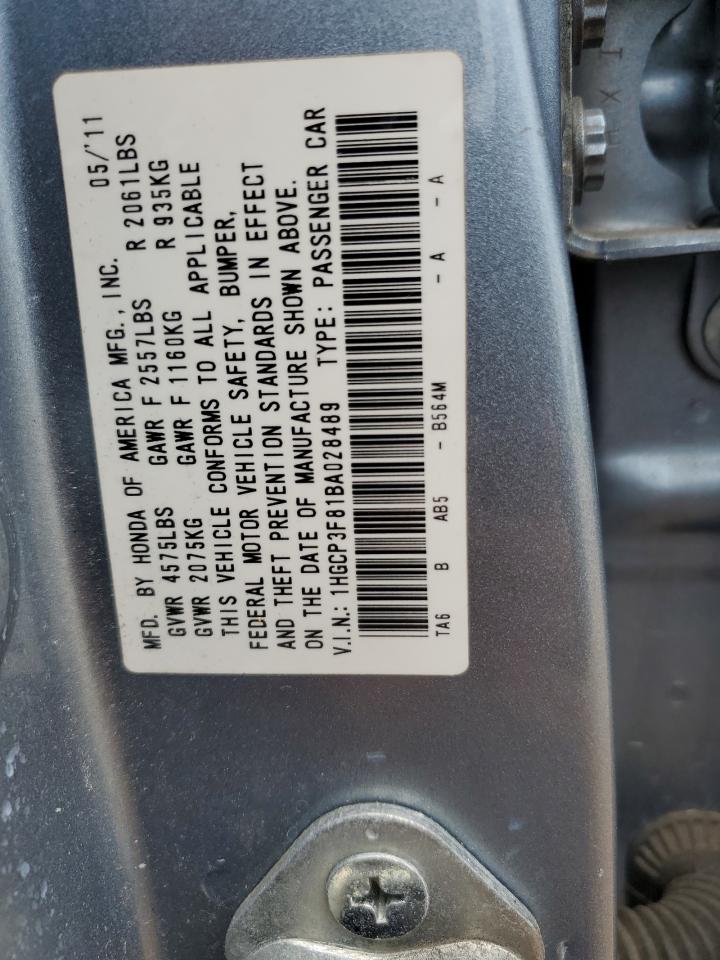 MFD. BY HONDA OF AMERICA MFG., INC. 05/'11
GVWR 4575LBS GAWR F 2557LBS R 2061LBS
GVWR 2075KG GAWR F 1160KG R 935KG
THIS VEHICLE CONFORMS TO ALL APPLICABLE
FEDERAL MOTOR VEHICLE SAFETY, BUMPER,
AND THEFT PREVENTION STANDARDS IN EFFECT
ON THE DATE OF MANUFACTURE SHOWN ABOVE.
V.I.N.: 1HGCP3F81BA028489 TYPE: PASSENGER CAR
TA6 B AB5 - B564M - A - A